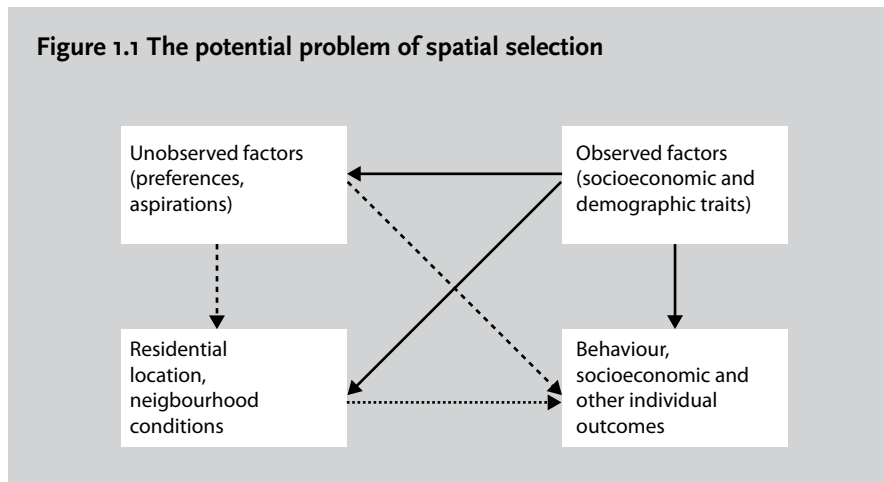 Figure 1.1 The potential problem of spatial selection
Unobserved factors
(preferences,
aspirations)
Observed factors
(socioeconomic and
demographic traits)
Residential
location,
neigbourhood
conditions
Behaviour,
socioeconomic and
other individual
outcomes